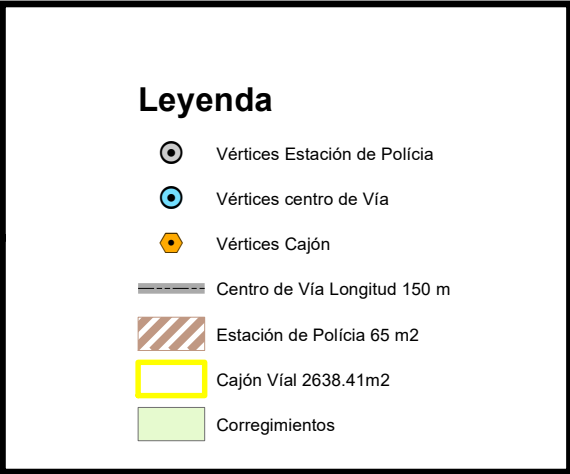 Leyenda
Vértices Estación de Polícia
Vértices centro de Vía
Vértices Cajón
Centro de Vía Longitud 150 m
Estación de Polícia 65 m2
Cajón Víal 2638.41m2
Corregimientos